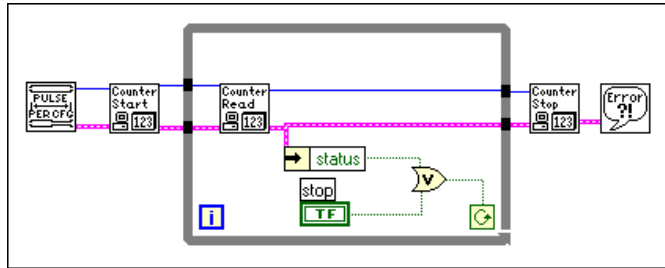 PULSE
PER CFG
Counter
Start
123
Counter
Read
123
status
stop
TF
i
V
Counter
Stop
123
Error
?!